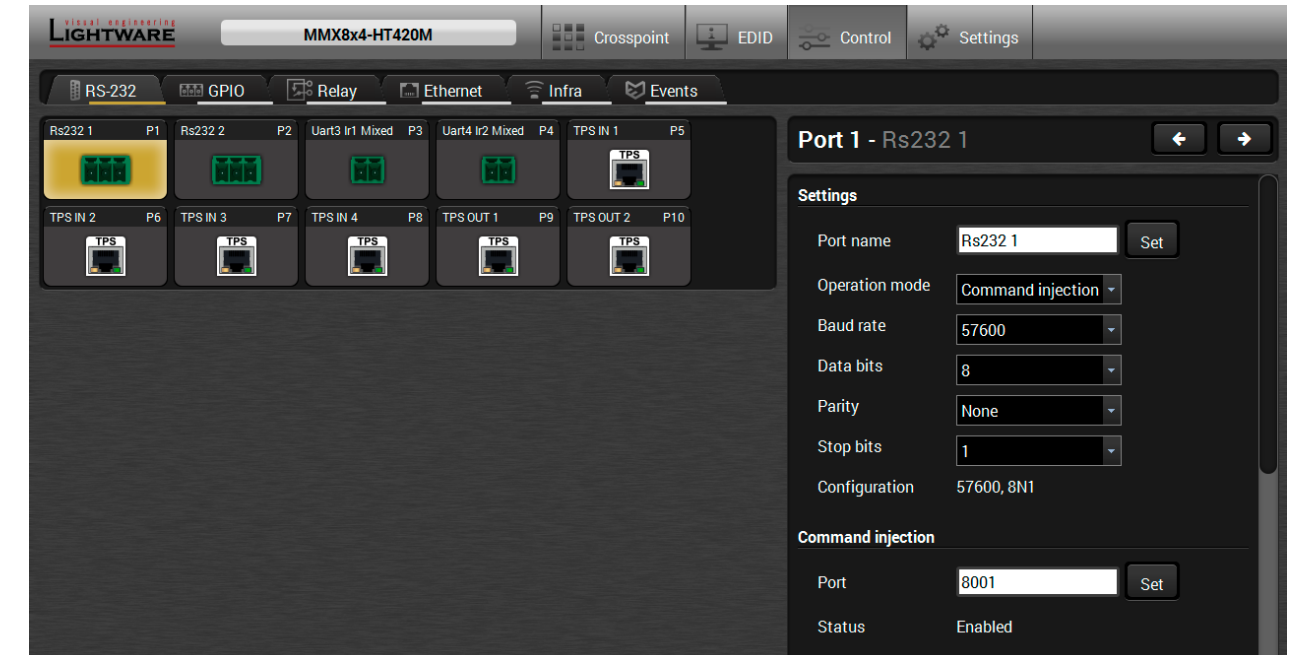 visual engineering
LIGHTWARE
MMX8x4-HT420M
Crosspoint
EDID
Control
Settings
RS-232
GPIO
Relay
Ethernet
Infra
Events
Rs232 1 P1
Rs232 2 P2
Uart3 Ir1 Mixed P3
Uart4 Ir2 Mixed P4
TPS IN 1 P5
TPS
TPS IN 2 P6
TPS IN 3 P7
TPS IN 4 P8
TPS OUT 1 P9
TPS OUT 2 P10
TPS
TPS
TPS
TPS
TPS
Port 1 - Rs232 1
Settings
Port name Rs232 1 Set
Operation mode Command injection
Baud rate 57600
Data bits 8
Parity None
Stop bits 1
Configuration 57600, 8N1
Command injection
Port 8001 Set
Status Enabled